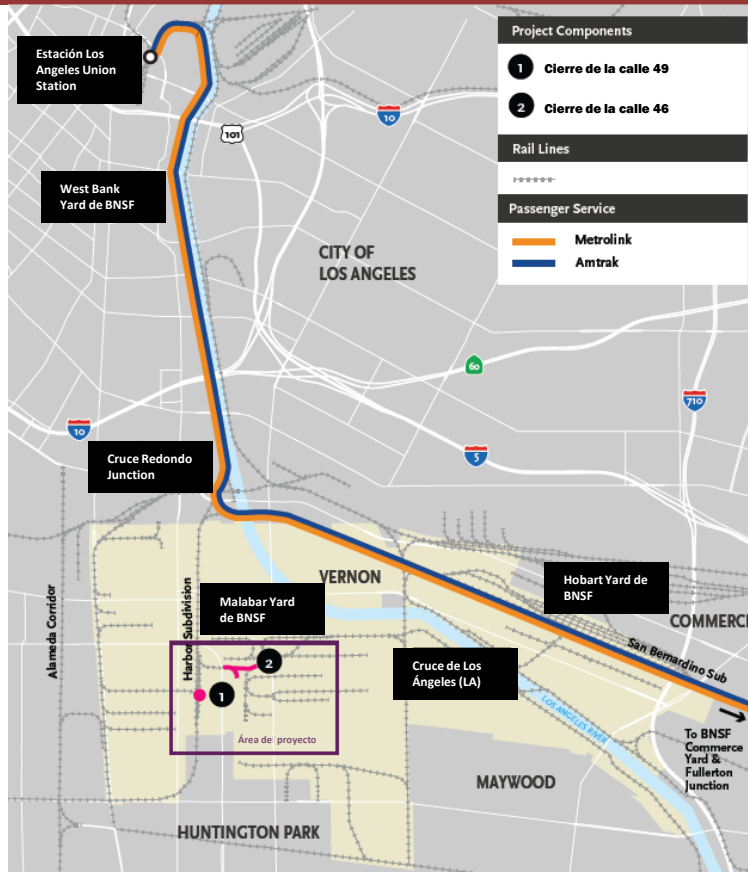 Project Components
1 Cierre de la calle 49
2 Cierre de la calle 46
Rail Lines
Passenger Service
Metrolink
Amtrak
Estación Los
Angeles Union
Station
101
10
West Bank
Yard de BNSF
CITY OF
LOS ANGELES
60
710
10
5
Cruce Redondo
Junction
Alameda Corridor
Harbor Subdivision
VERNON
Malabar Yard
de BNSF
Hobart Yard de
BNSF
COMMERCE
San Bernardino Sub
Cruce de Los
Ángeles (LA)
2
1
Área del proyecto
LOS ANGELES RIVER
To BNSF
Commerce
Yard &
Fullerton
Junction
MAYWOOD
HUNTINGTON PARK